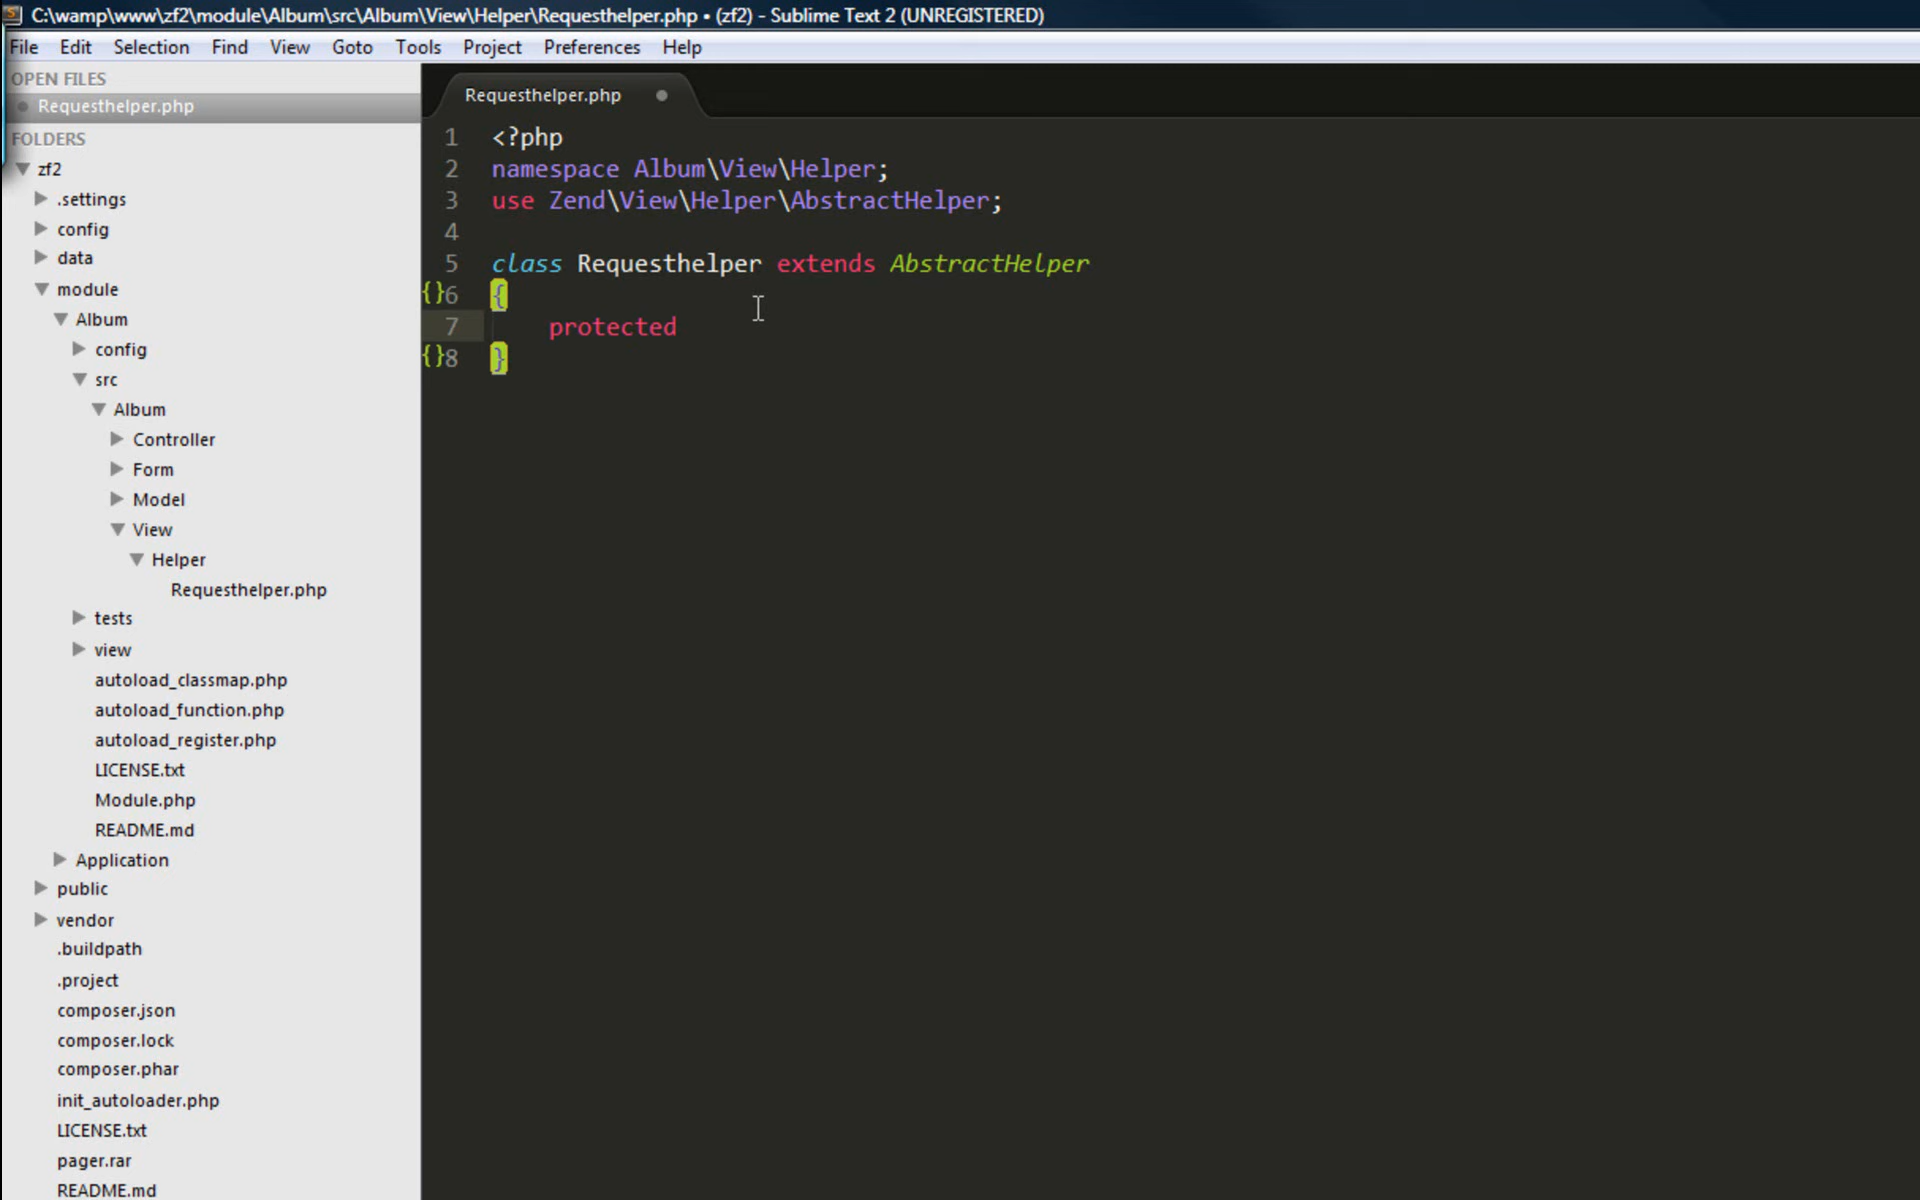 C:\wamp\www\zf2\module\Album\src\Album\View\Helper\Requesthelper.php • (zf2) - Sublime Text 2 (UNREGISTERED)
File Edit Selection Find View Goto Tools Project Preferences Help
OPEN FILES
Requesthelper.php
FOLDERS
zf2
.settings
config
data
module
Album
config
src
Album
Controller
Form
Model
View
Helper
Requesthelper.php
tests
view
autoload_classmap.php
autoload_function.php
autoload_register.php
LICENSE.txt
Module.php
README.md
Application
public
vendor
.buildpath
.project
composer.json
composer.lock
composer.phar
init_autoloader.php
LICENSE.txt
pager.rar
README.md
Requesthelper.php
1 <?php
2 namespace Album\View\Helper;
3 use Zend\View\Helper\AbstractHelper;
4
5 class Requesthelper extends AbstractHelper
{}6 {
7 protected
{}8 }